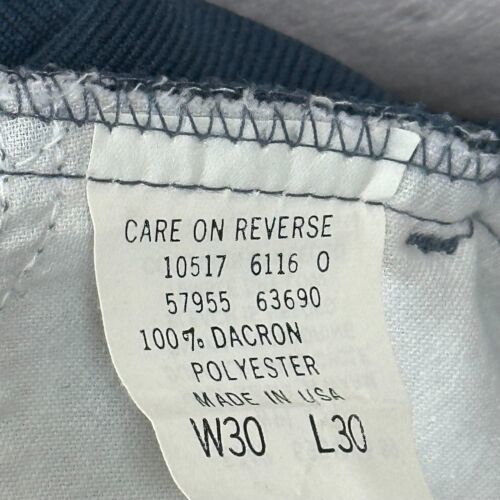 CARE ON REVERSE
10517 6116 0
57955 63690
100% DACRON
POLYESTER
MADE IN USA
W30 L30